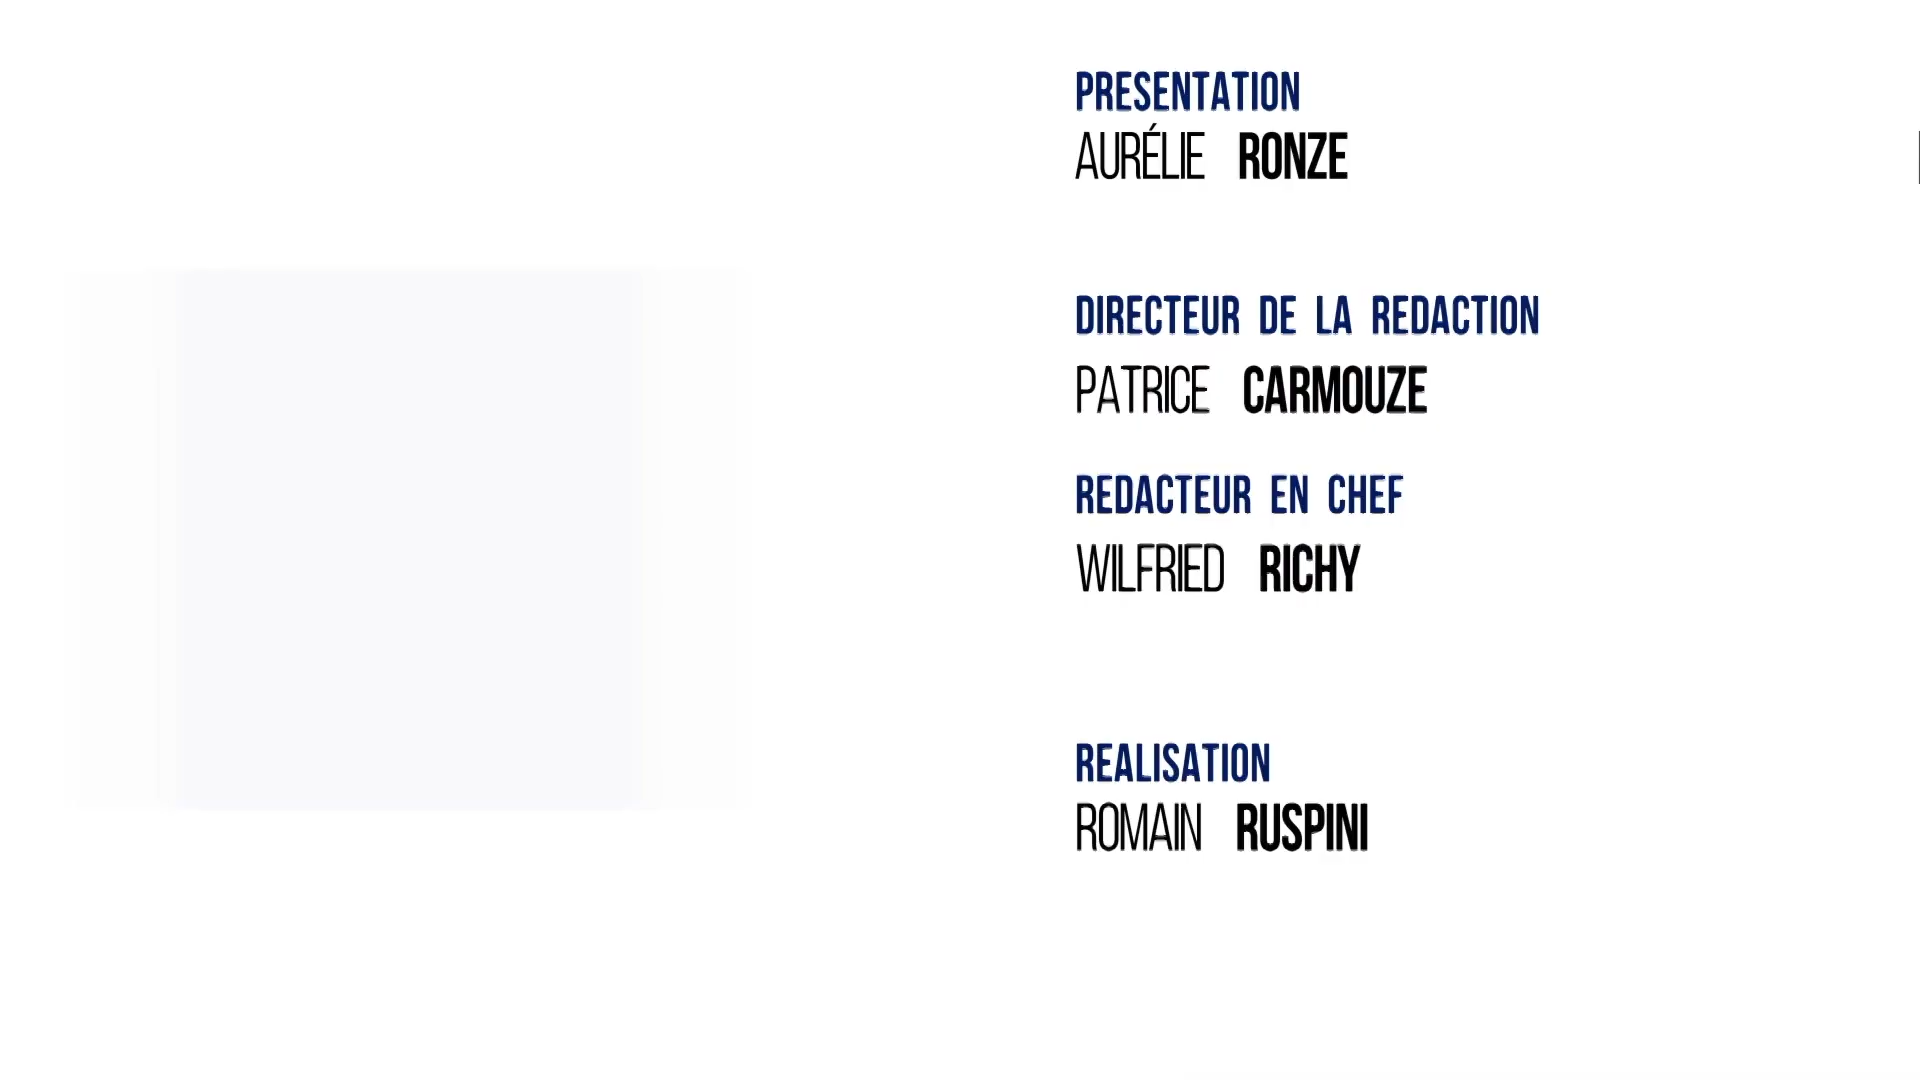 PRESENTATION
AURÉLIE RONZE
DIRECTEUR DE LA REDACTION
PATRICE CARMOUZE
REDACTEUR EN CHEF
WILFRIED RICHY
REALISATION
ROMAIN RUSPINI